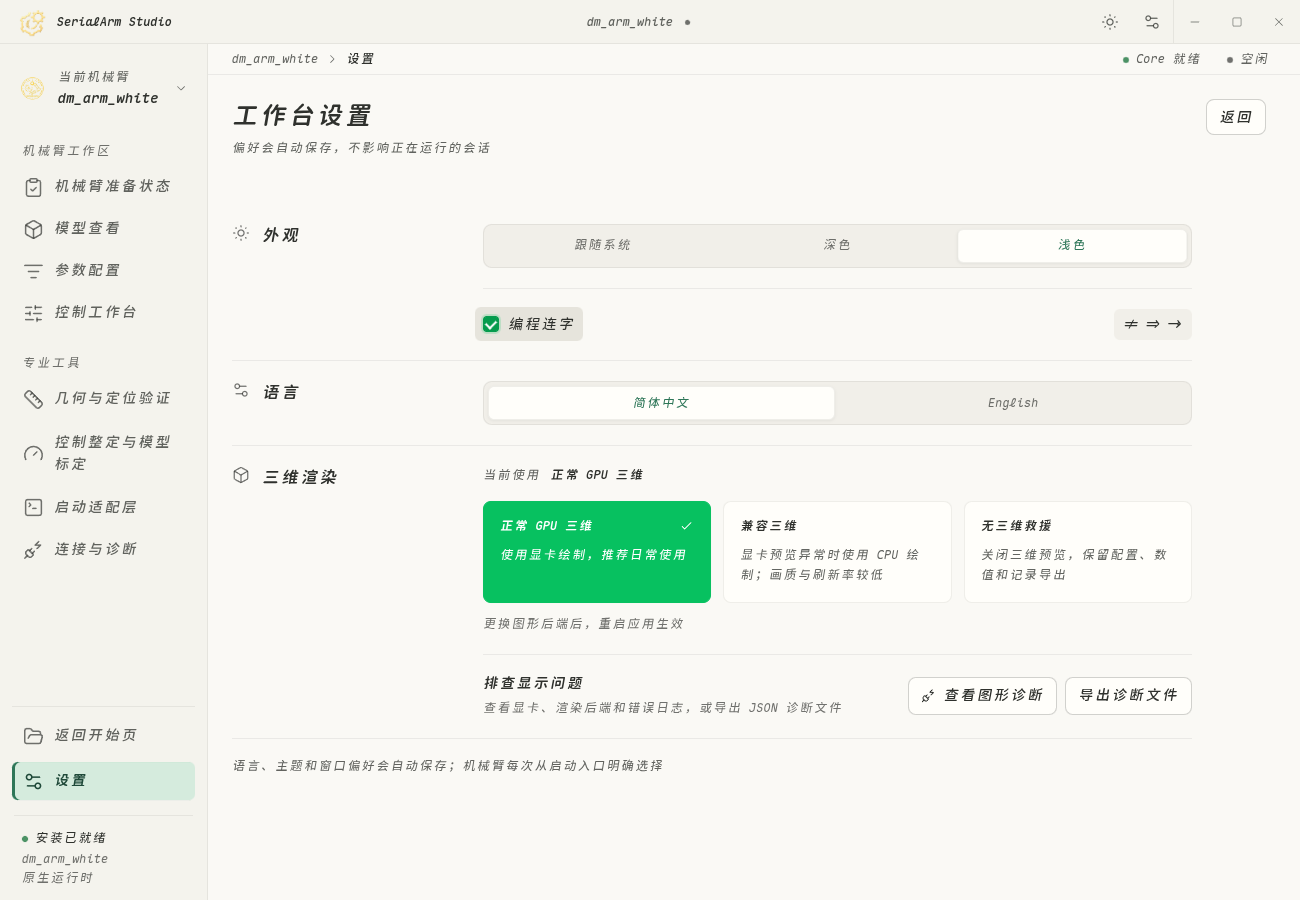 SerialArm Studio
dm_arm_white
当前机械臂
dm_arm_white
dm_arm_white > 设置
Core 就绪
空闲
机械臂工作区
机械臂准备状态
模型查看
参数配置
控制工作台
专业工具
几何与定位验证
控制整定与模型
标定
启动适配层
连接与诊断
返回开始页
设置
安装已就绪
dm_arm_white
原生运行时
工作台设置
返回
偏好会自动保存，不影响正在运行的会话
外观
跟随系统
深色
浅色
编程连字
≠ ⇒ →
语言
简体中文
English
三维渲染
当前使用 正常 GPU 三维
正常 GPU 三维
使用显卡绘制，推荐日常使用
兼容三维
显卡预览异常时使用 CPU 绘
制；画质与刷新率较低
无三维救援
关闭三维预览，保留配置、数
值和记录导出
更换图形后端后，重启应用生效
排查显示问题
查看显卡、渲染后端和错误日志，或导出 JSON 诊断文件
查看图形诊断
导出诊断文件
语言、主题和窗口偏好会自动保存；机械臂每次从启动入口明确选择